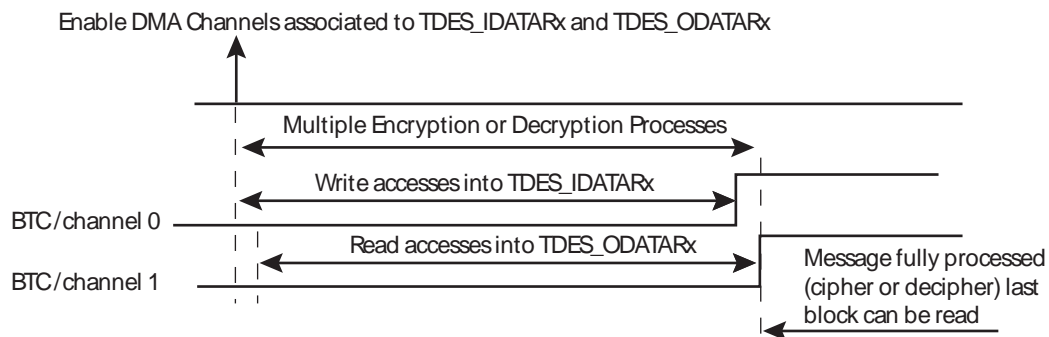 Enable DMA Channels associated to TDES_IDATARx and TDES_ODATARx
Multiple Encryption or Decryption Processes
Write accesses into TDES_IDATARx
BTC/channel 0
Read accesses into TDES_ODATARx
BTC/channel 1
Message fully processed
(cipher or decipher) last
block can be read